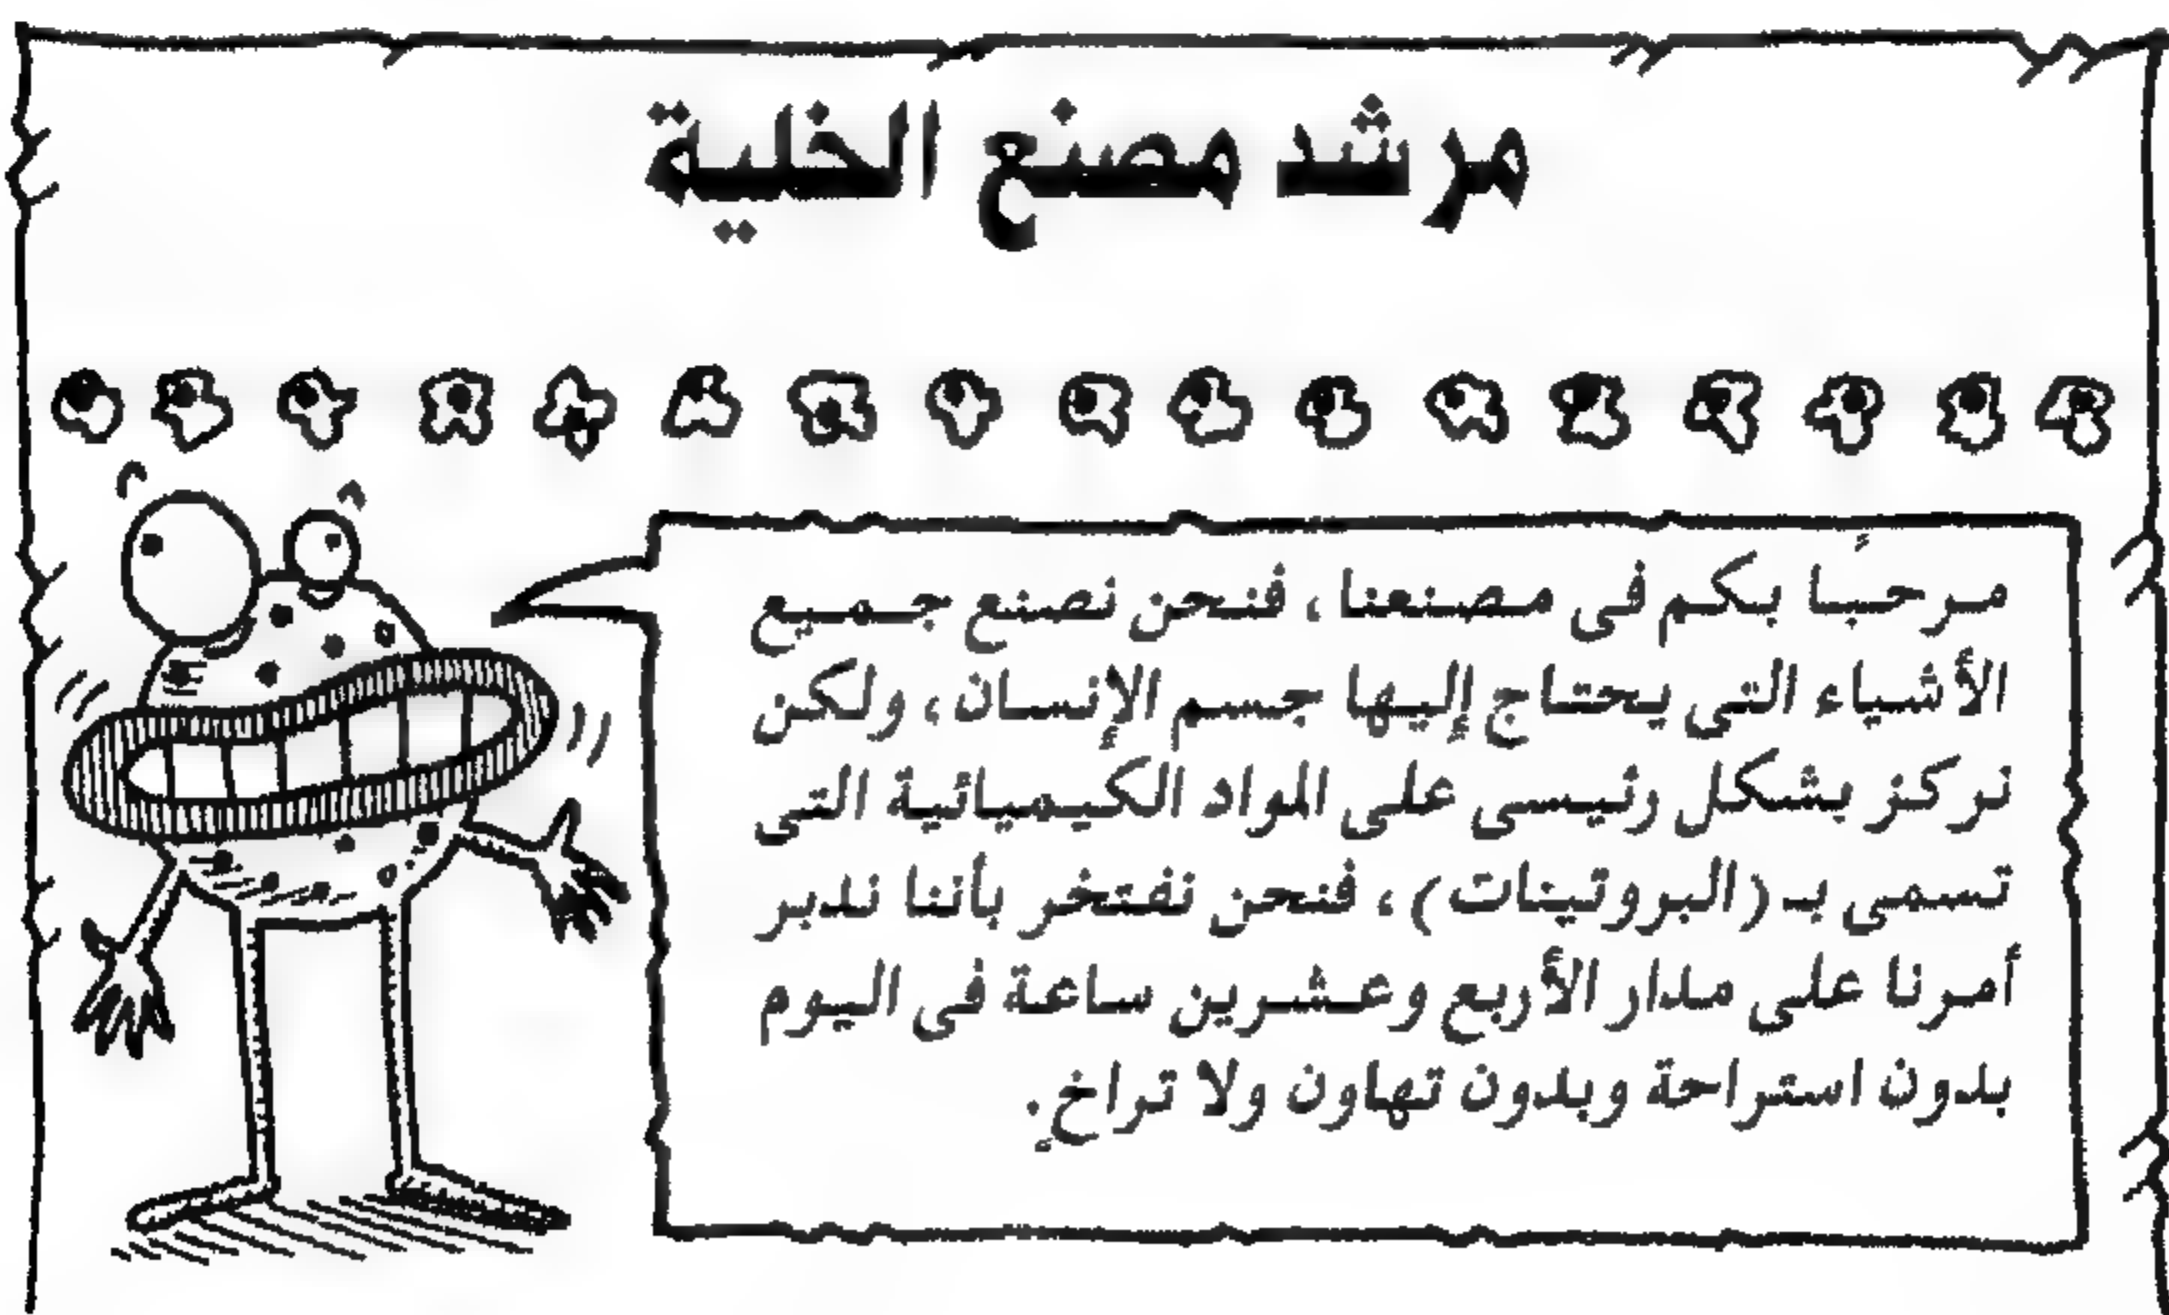 مرشد مصنع الخلية
مرحبًا بكم فى مصنعنا، فنحن نصنع جميع
الأشياء التى يحتاج إليها جسم الإنسان، ولكن
نركز بشكل رئيسى على المواد الكيميائية التى
تسمى بـ (البروتينات)، فنحن نفتخر بأننا ندبر
أمرنا على مدار الأربع وعشرين ساعة فى اليوم
بدون استراحة وبدون تهاون ولا تراخٍ.